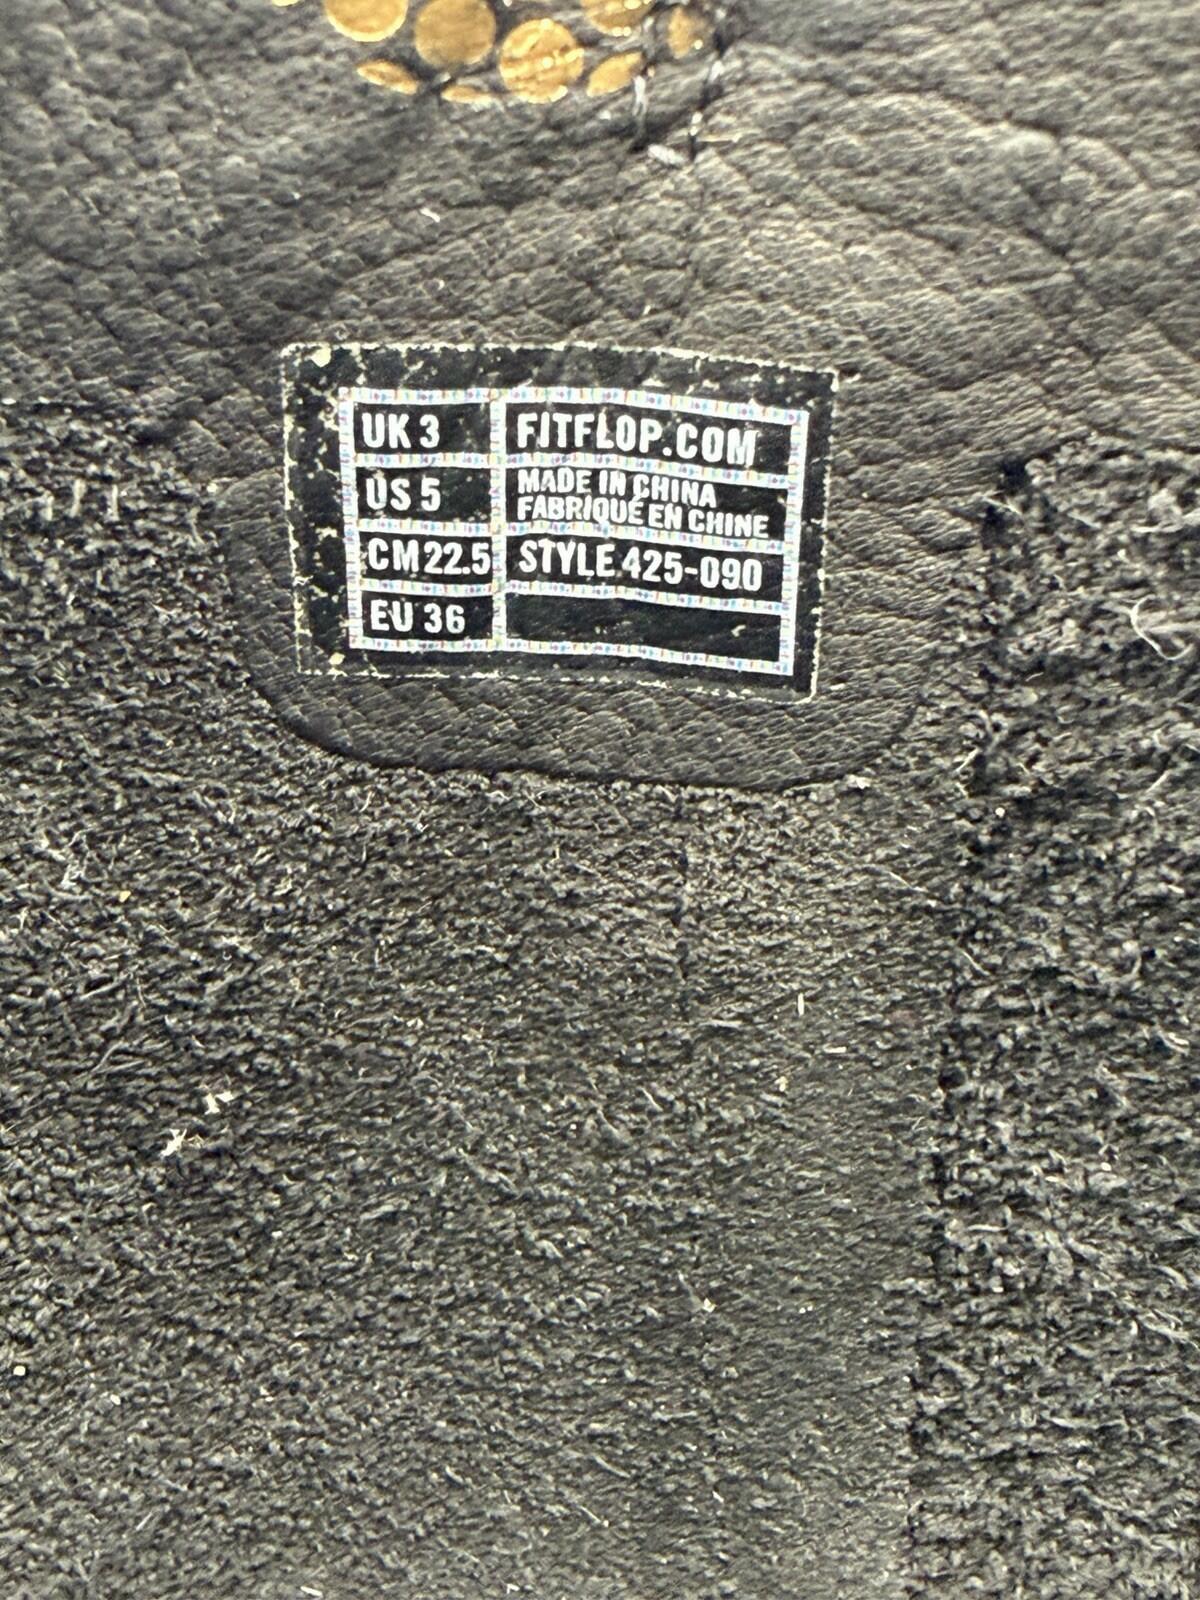 UK 3
US 5
CM 22.5
EU 36
FITFLOP.COM
MADE IN CHINA
FABRIQUÉ EN CHINE
STYLE 425-090